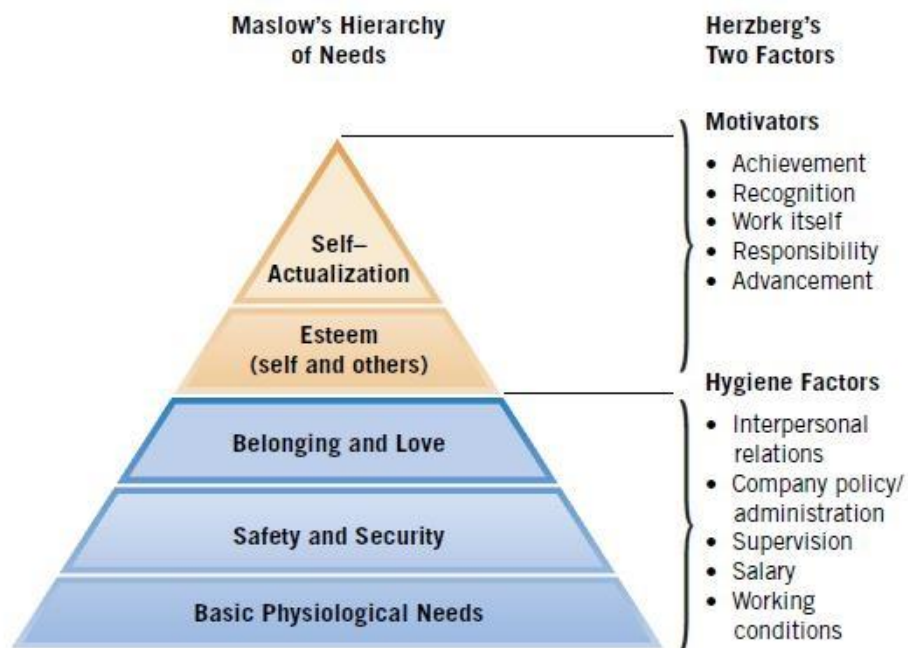 Maslow's Hierarchy
of Needs
Self–
Actualization
Esteem
(self and others)
Belonging and Love
Safety and Security
Basic Physiological Needs
Herzberg's
Two Factors
Motivators
• Achievement
• Recognition
• Work itself
• Responsibility
• Advancement
Hygiene Factors
• Interpersonal
relations
• Company policy/
administration
• Supervision
• Salary
• Working
conditions